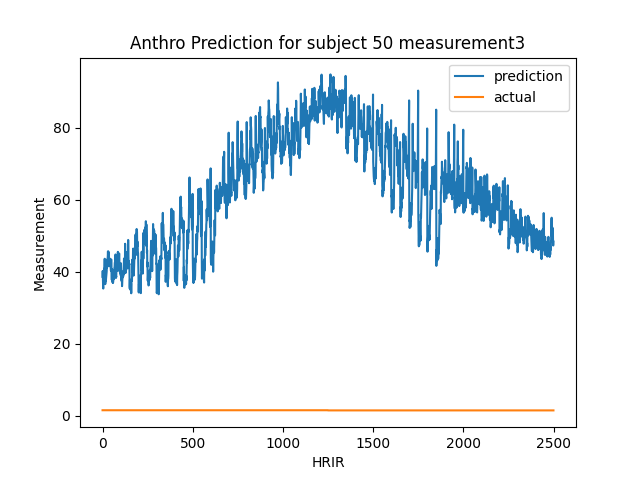 Anthro Prediction for subject 50 measurement3
prediction
actual
80
60
40
20
0
Measurement
0 500 1000 1500 2000 2500
HRIR